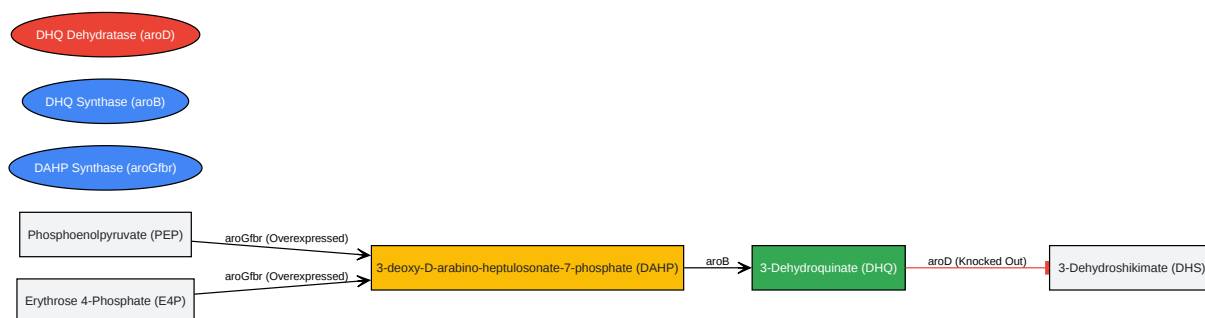 DHQ Dehydratase (aroD)
DHQ Synthase (aroB)
DAHP Synthase (aroGfbr)
Phosphoenolpyruvate (PEP)
aroGfbr (Overexpressed)
3-deoxy-D-arabino-heptulosonate-7-phosphate (DAHP)
aroB
3-Dehydroquinate (DHQ)
aroD (Knocked Out)
3-Dehydroshikimate (DHS)
aroGfbr (Overexpressed)
Erythrose 4-Phosphate (E4P)